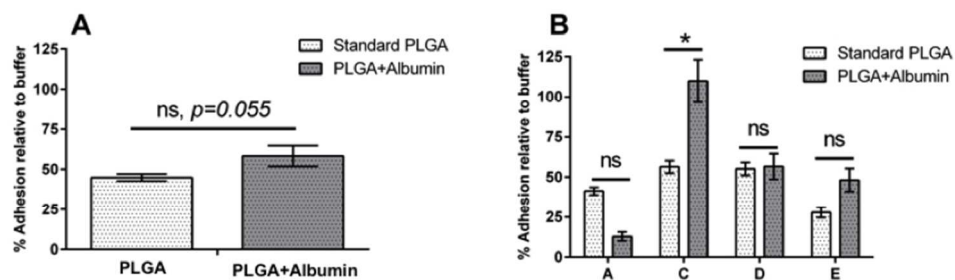 A
% Adhesion relative to buffer
125
100
75
50
25
0
Standard PLGA
PLGA+Albumin
ns, p=0.055
PLGA
PLGA+Albumin
B
% Adhesion relative to buffer
125
100
75
50
25
0
Standard PLGA
PLGA+Albumin
ns
*
ns
ns
A
C
D
E